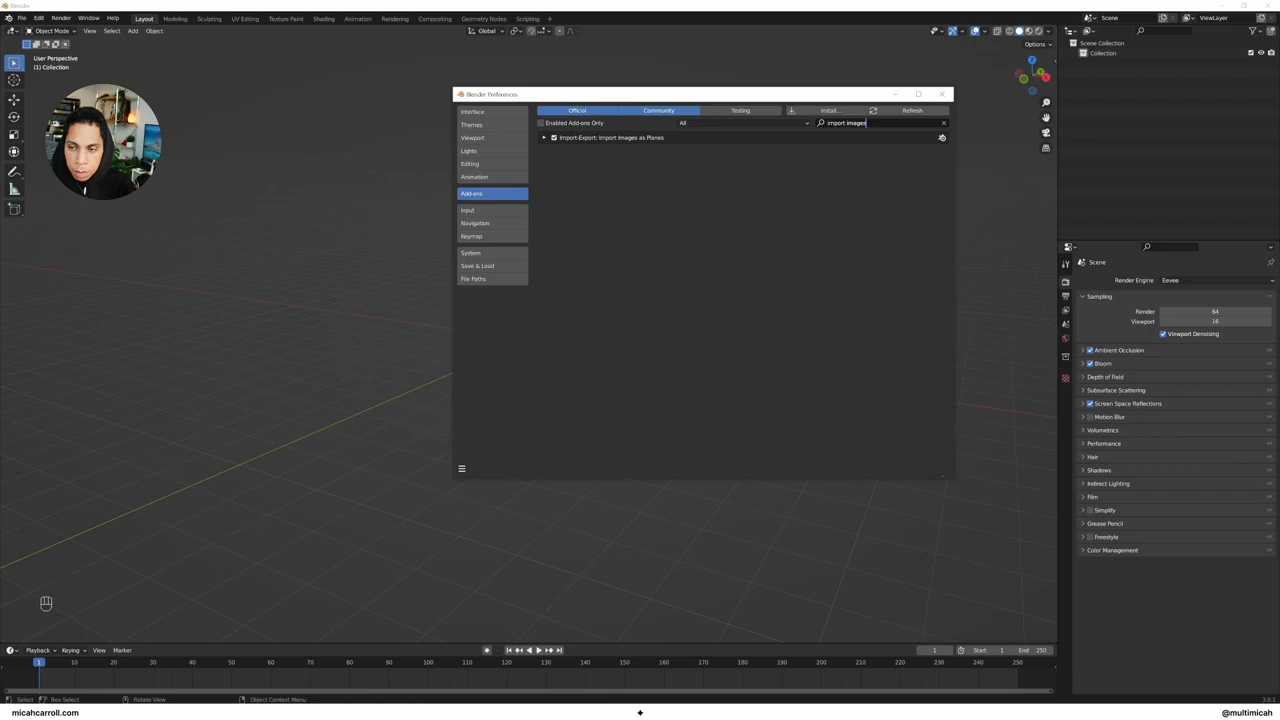 Blender
File Edit Render Window Help Layout Modeling Sculpting UV Editing Texture Paint Shading Animation Rendering Compositing Geometry Nodes Scripting Scene ViewLayer
Object Mode View Select Add Object Global
Options
User Perspective
(1) Collection
Scene Collection
Collection
Blender Preferences
Interface
Themes
Viewport
Lights
Editing
Animation
Add-ons
Input
Navigation
Keymap
System
Save & Load
File Paths
Official Community Testing Install... Refresh
Enabled Add-ons Only All import images
Import-Export: Import Images as Planes
Z
Y
X
Scene
Render Engine Eevee
Sampling
Render 64
Viewport 16
Viewport Denoising
Ambient Occlusion
Bloom
Depth of Field
Subsurface Scattering
Screen Space Reflections
Motion Blur
Volumetrics
Performance
Hair
Shadows
Indirect Lighting
Film
Simplify
Grease Pencil
Freestyle
Color Management
Playback Keying View Marker 1 Start 1 End 250
1 10 20 30 40 50 60 70 80 90 100 110 120 130 140 150 160 170 180 190 200 210 220 230 240 250
Select Box Select Rotate View Object Context Menu 3.0.1
micahcarroll.com @multimicah